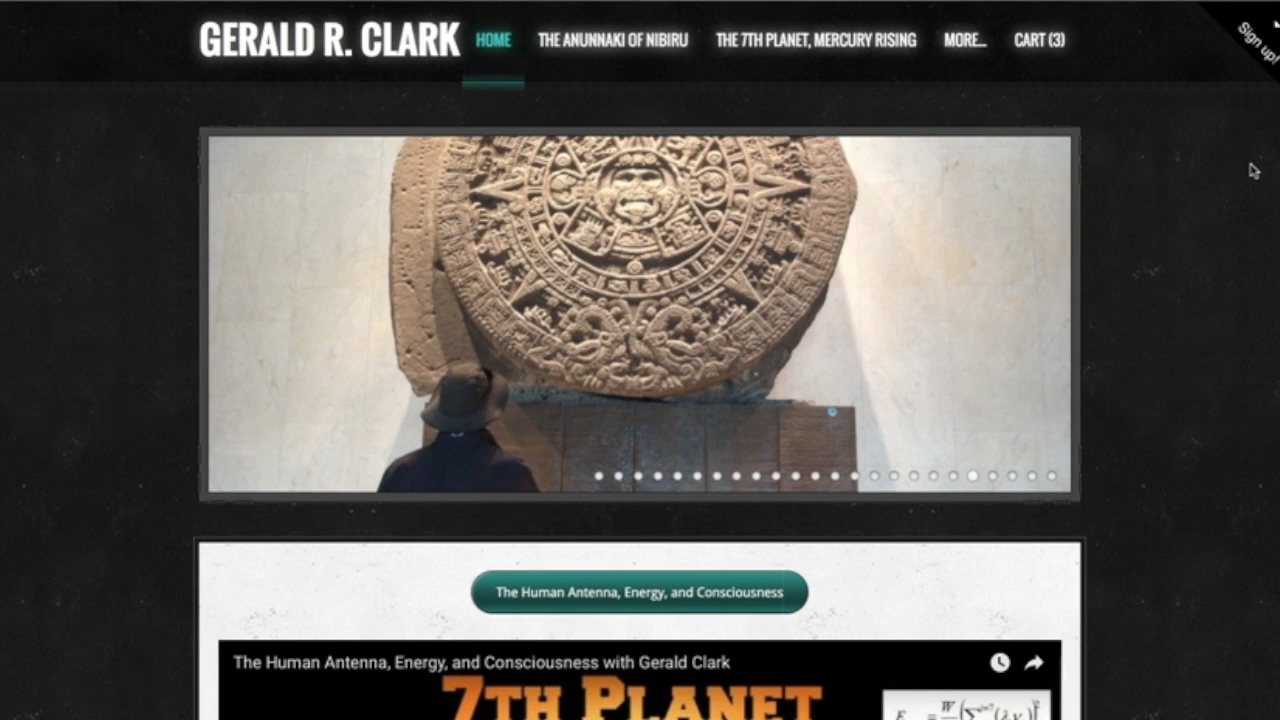 GERALD R. CLARK
HOME
THE ANUNNAKI OF NIBIRU
THE 7TH PLANET, MERCURY RISING
MORE...
CART (3)
Sign up!
The Human Antenna, Energy, and Consciousness
The Human Antenna, Energy, and Consciousness with Gerald Clark
7TH PLANET